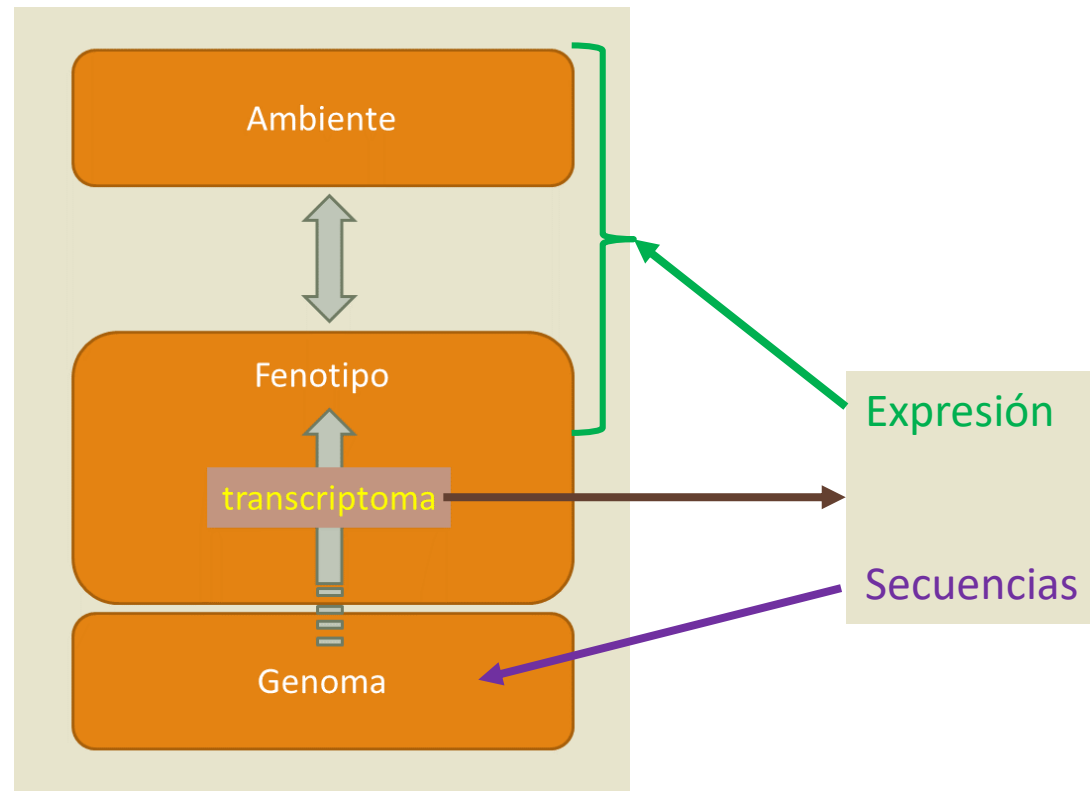 Ambiente
Fenotipo
transcriptoma
Genoma
Expresión
Secuencias